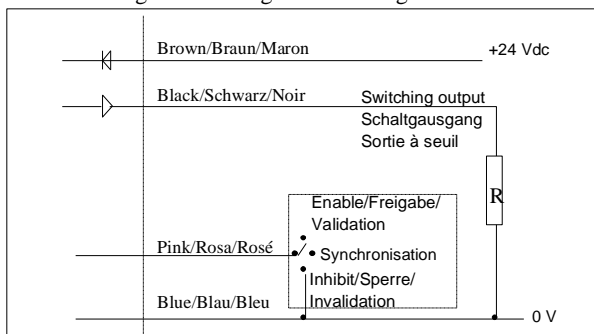 Brown/Braun/Maron
+24 Vdc
Black/Schwarz/Noir
Switching output
Schaltgausgang
Sortie à seuil
R
Enable/Freigabe/
Validation
Pink/Rosa/Rosé
Synchronisation
Inhibit/Sperre/
Invalidation
Blue/Blau/Bleu
0 V